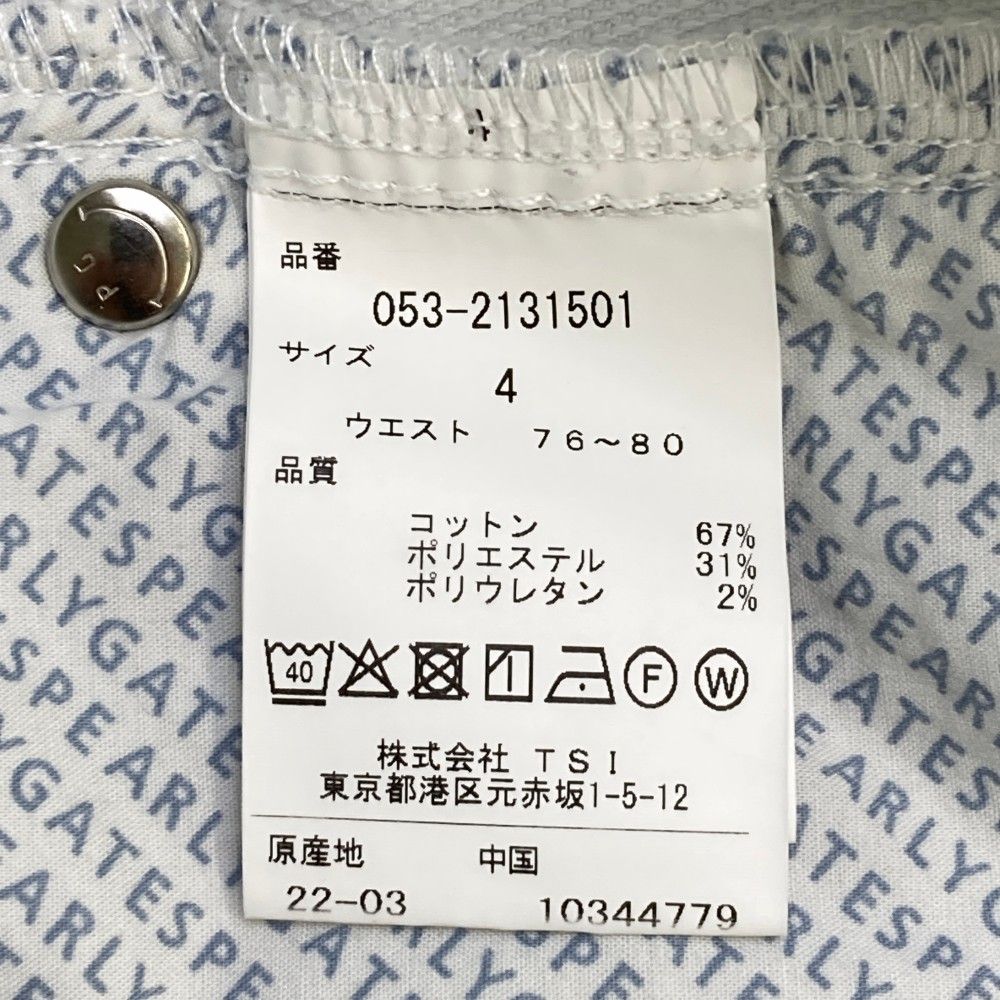 品番
053-2131501
サイズ
4
ウエスト 76～80
品質
コットン 67%
ポリエステル 31%
ポリウレタン 2%
40 F W
株式会社 TSI
東京都港区元赤坂1-5-12
原産地 中国
22-03 10344779
PG
PEARLYGATES